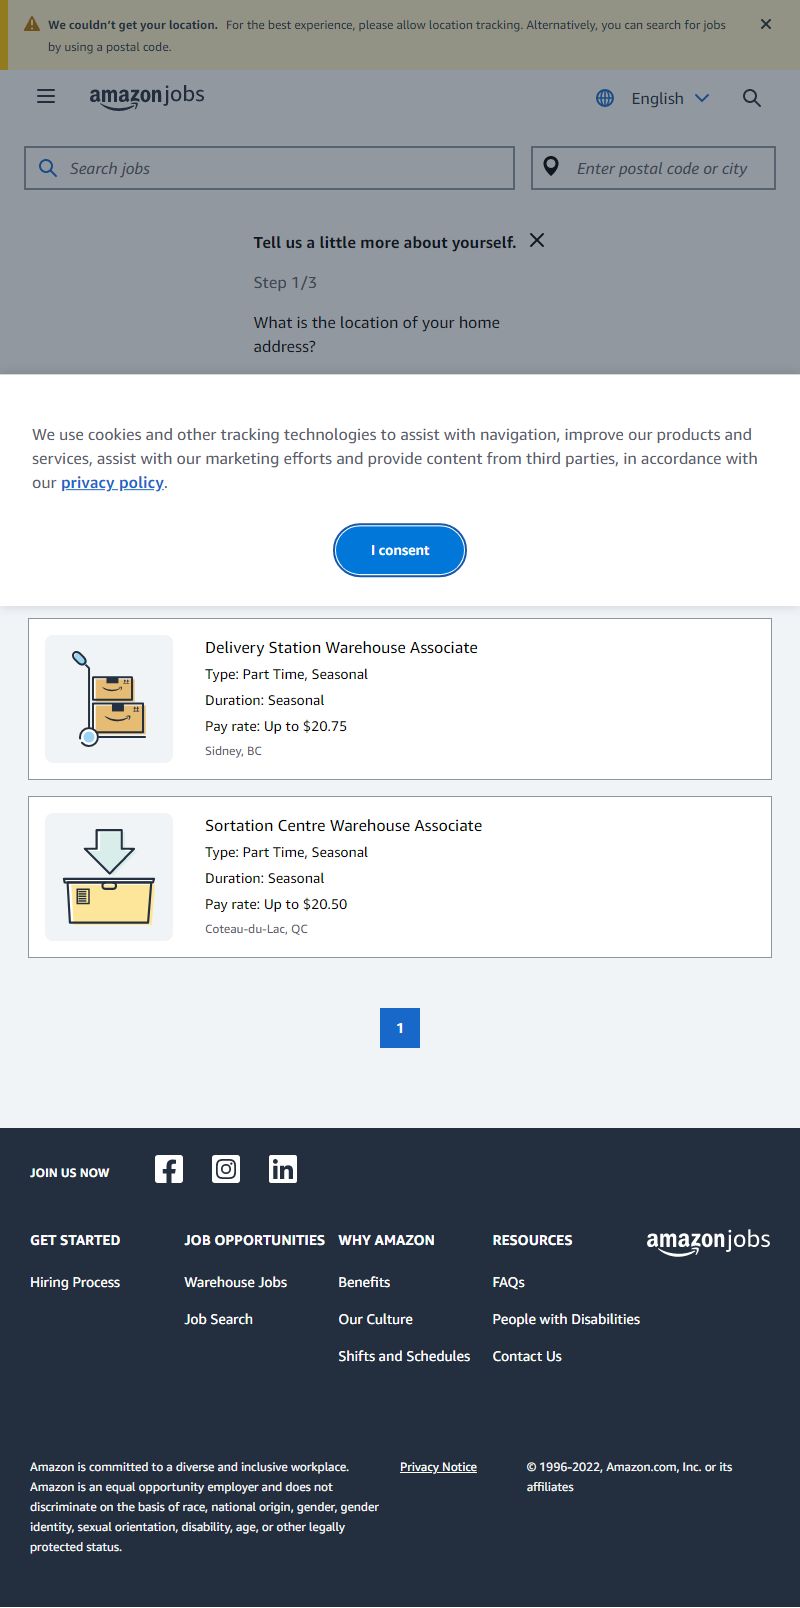 We couldn't get your location. For the best experience, please allow location tracking. Alternatively, you can search for jobs
by using a postal code.
amazon jobs
English
Search jobs
Enter postal code or city
Tell us a little more about yourself.
Step 1/3
What is the location of your home
address?
We use cookies and other tracking technologies to assist with navigation, improve our products and
services, assist with our marketing efforts and provide content from third parties, in accordance with
our privacy policy.
I consent
Delivery Station Warehouse Associate
Type: Part Time, Seasonal
Duration: Seasonal
Pay rate: Up to $20.75
Sidney, BC
Sortation Centre Warehouse Associate
Type: Part Time, Seasonal
Duration: Seasonal
Pay rate: Up to $20.50
Coteau-du-Lac, QC
1
JOIN US NOW
GET STARTED
Hiring Process
JOB OPPORTUNITIES
Warehouse Jobs
Job Search
WHY AMAZON
Benefits
Our Culture
Shifts and Schedules
RESOURCES
FAQs
People with Disabilities
Contact Us
amazon jobs
Amazon is committed to a diverse and inclusive workplace.
Amazon is an equal opportunity employer and does not
discriminate on the basis of race, national origin, gender, gender
identity, sexual orientation, disability, age, or other legally
protected status.
Privacy Notice
© 1996-2022, Amazon.com, Inc. or its
affiliates